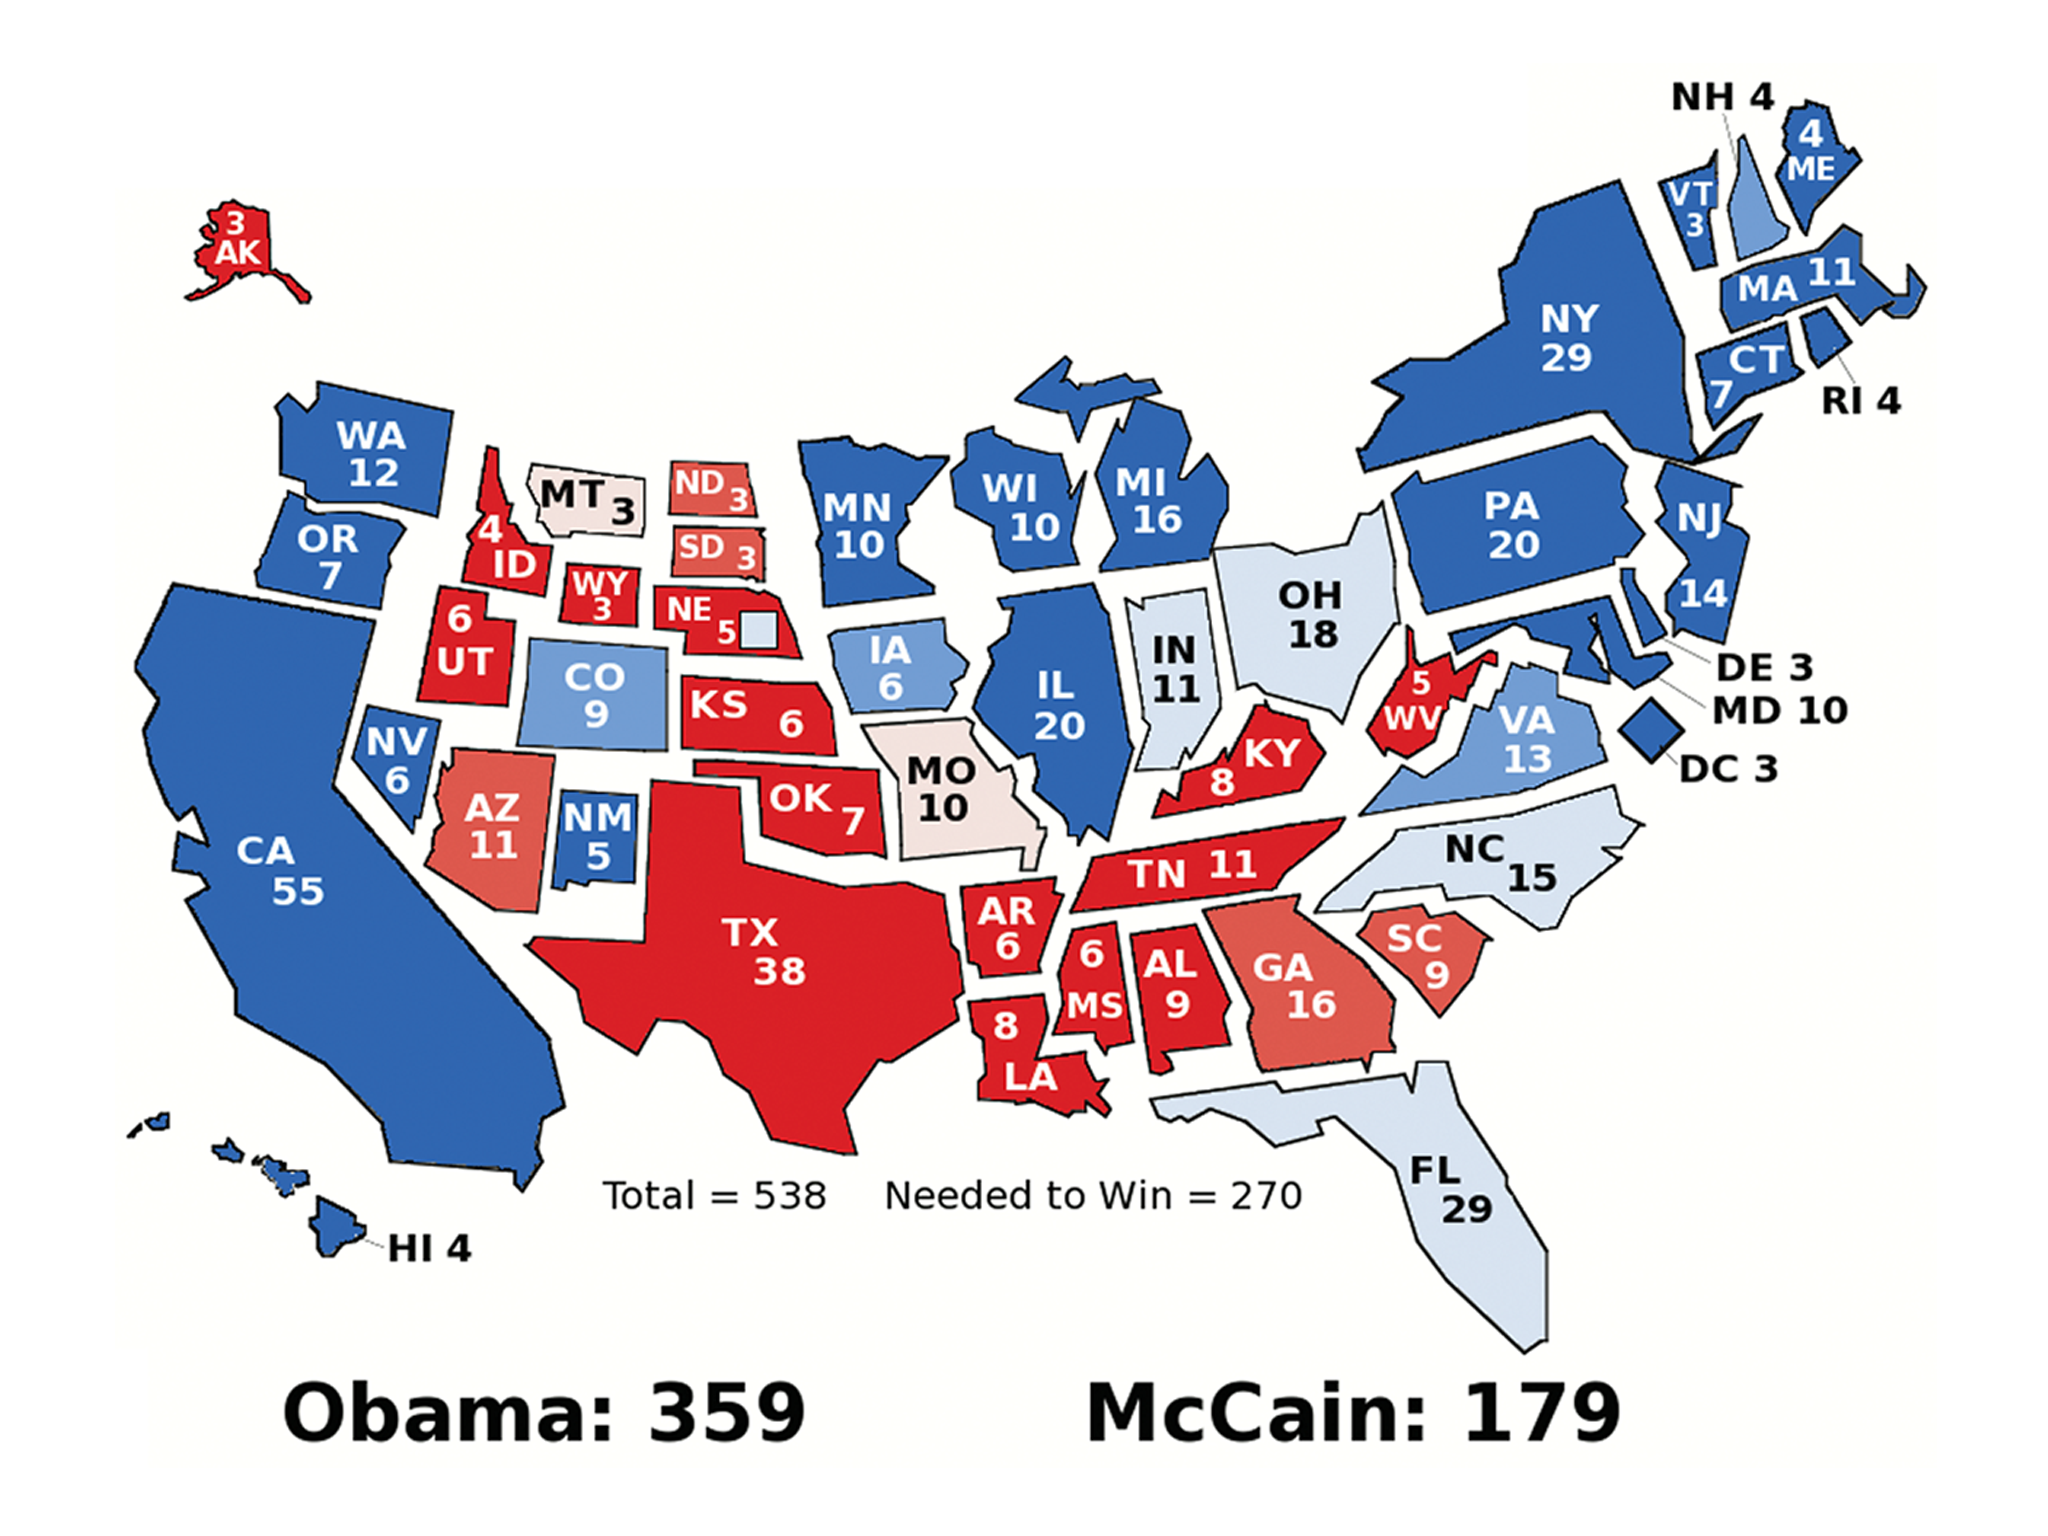 NH 4
4
ME
VT
3
3
AK
MA 11
NY
29
CT
7
RI 4
WA
12
MT 3
ND 3
4
ID
MN
10
WI
10
MI
16
PA
20
NJ
14
OR
7
SD 3
WY
3
NE
5
OH
18
6
UT
CO
9
IA
6
IL
20
IN
11
5
WV
DE 3
MD 10
VA
13
DC 3
NV
6
KS 6
KY
8
MO
10
AZ
11
NM
5
OK 7
CA
55
TN 11
NC
15
TX
38
AR
6
6
MS
AL
9
GA
16
SC
9
8
LA
FL
29
Total = 538 Needed to Win = 270
HI 4
Obama: 359 McCain: 179